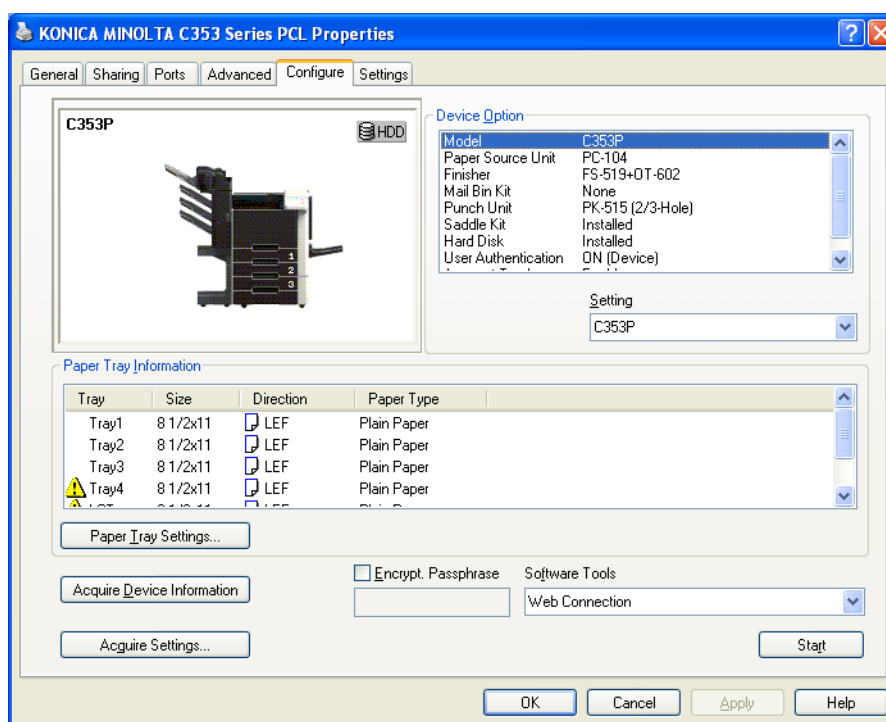 KONICA MINOLTA C353 Series PCL Properties
General Sharing Ports Advanced Configure Settings
C353P
HDD
1
2
3
Device Option
Model C353P
Paper Source Unit PC-104
Finisher FS-519+OT-602
Mail Bin Kit None
Punch Unit PK-515 (2/3-Hole)
Saddle Kit Installed
Hard Disk Installed
User Authentication ON (Device)
Setting
C353P
Paper Tray Information
Tray Size Direction Paper Type
Tray1 8 1/2x11 LEF Plain Paper
Tray2 8 1/2x11 LEF Plain Paper
Tray3 8 1/2x11 LEF Plain Paper
Tray4 8 1/2x11 LEF Plain Paper
Paper Tray Settings...
Acquire Device Information
Encrypt. Passphrase
Software Tools
Web Connection
Acquire Settings...
Start
OK Cancel Apply Help